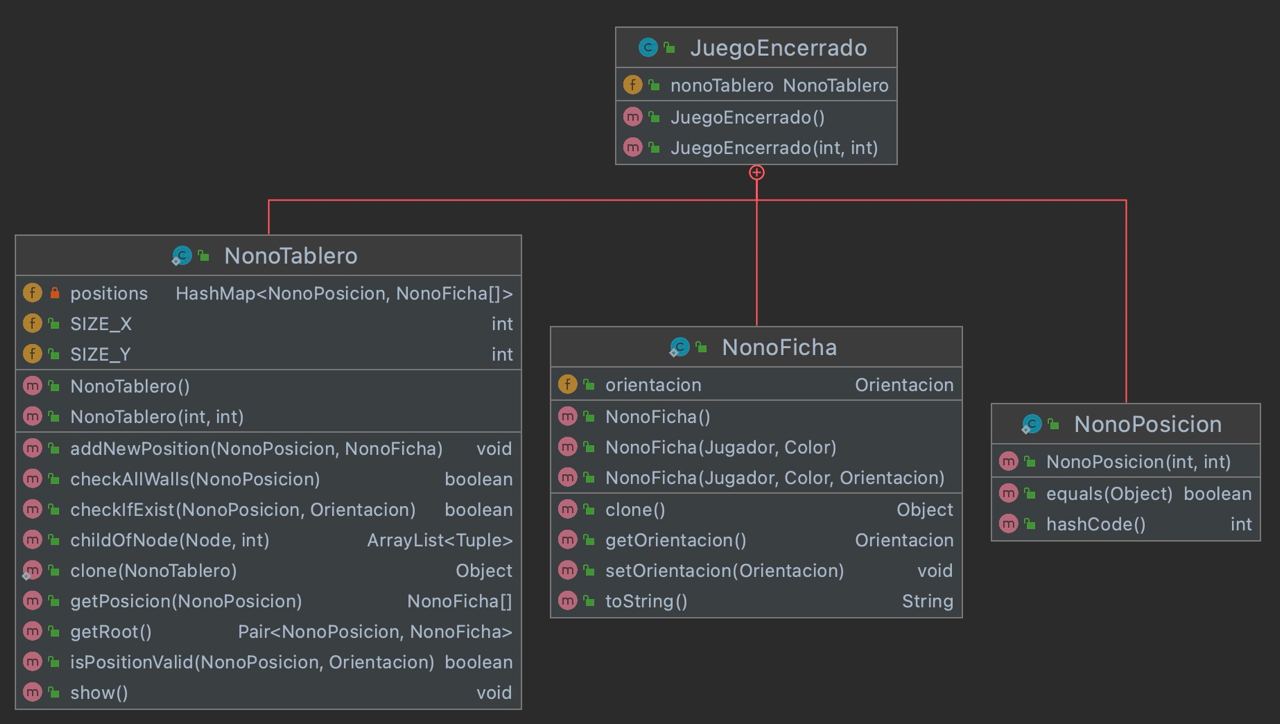 JuegoEncerrado
nonoTablero NonoTablero
JuegoEncerrado()
JuegoEncerrado(int, int)
NonoTablero
positions HashMap<NonoPosicion, NonoFicha[]>
SIZE_X int
SIZE_Y int
NonoTablero()
NonoTablero(int, int)
addNewPosition(NonoPosicion, NonoFicha) void
checkAllWalls(NonoPosicion) boolean
checkIfExist(NonoPosicion, Orientacion) boolean
childOfNode(Node, int) ArrayList<Tuple>
clone(NonoTablero) Object
getPosicion(NonoPosicion) NonoFicha[]
getRoot() Pair<NonoPosicion, NonoFicha>
isPositionValid(NonoPosicion, Orientacion) boolean
show() void
NonoFicha
orientacion Orientacion
NonoFicha()
NonoFicha(Jugador, Color)
NonoFicha(Jugador, Color, Orientacion)
clone() Object
getOrientacion() Orientacion
setOrientacion(Orientacion) void
toString() String
NonoPosicion
NonoPosicion(int, int)
equals(Object) boolean
hashCode() int